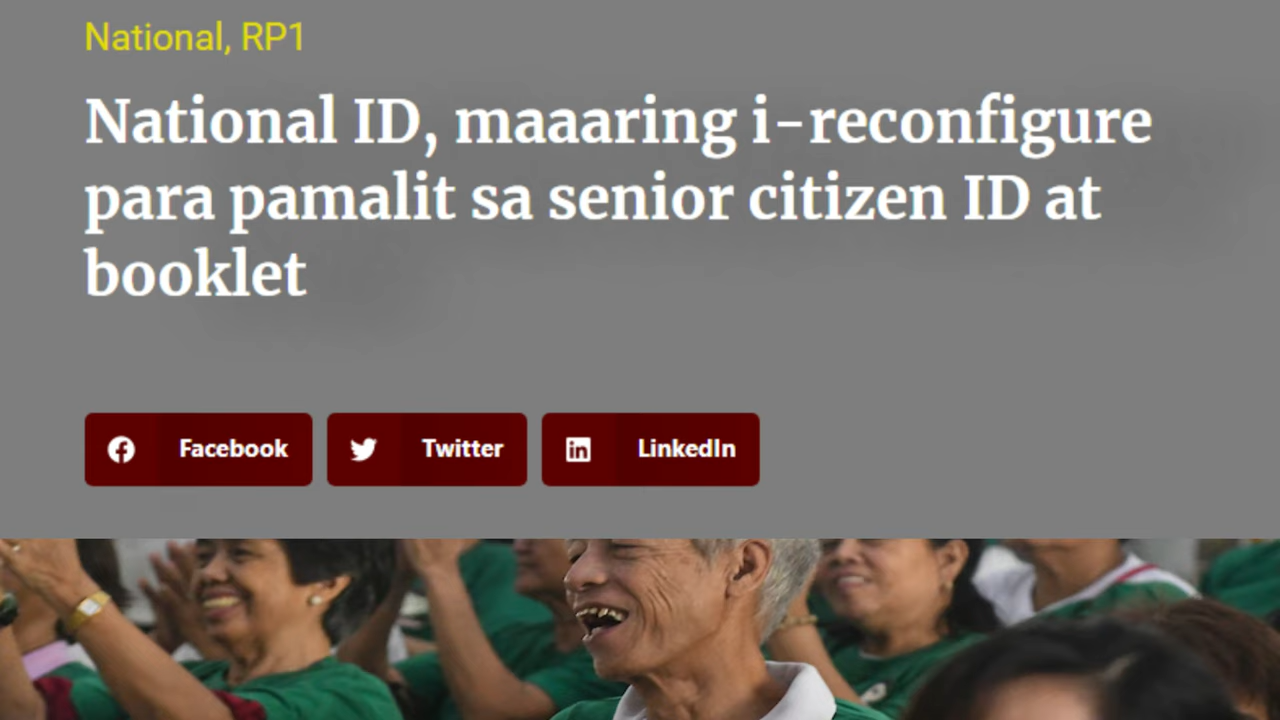 National, RP1
National ID, maaaring i-reconfigure
para pamalit sa senior citizen ID at
booklet
Facebook
Twitter
LinkedIn